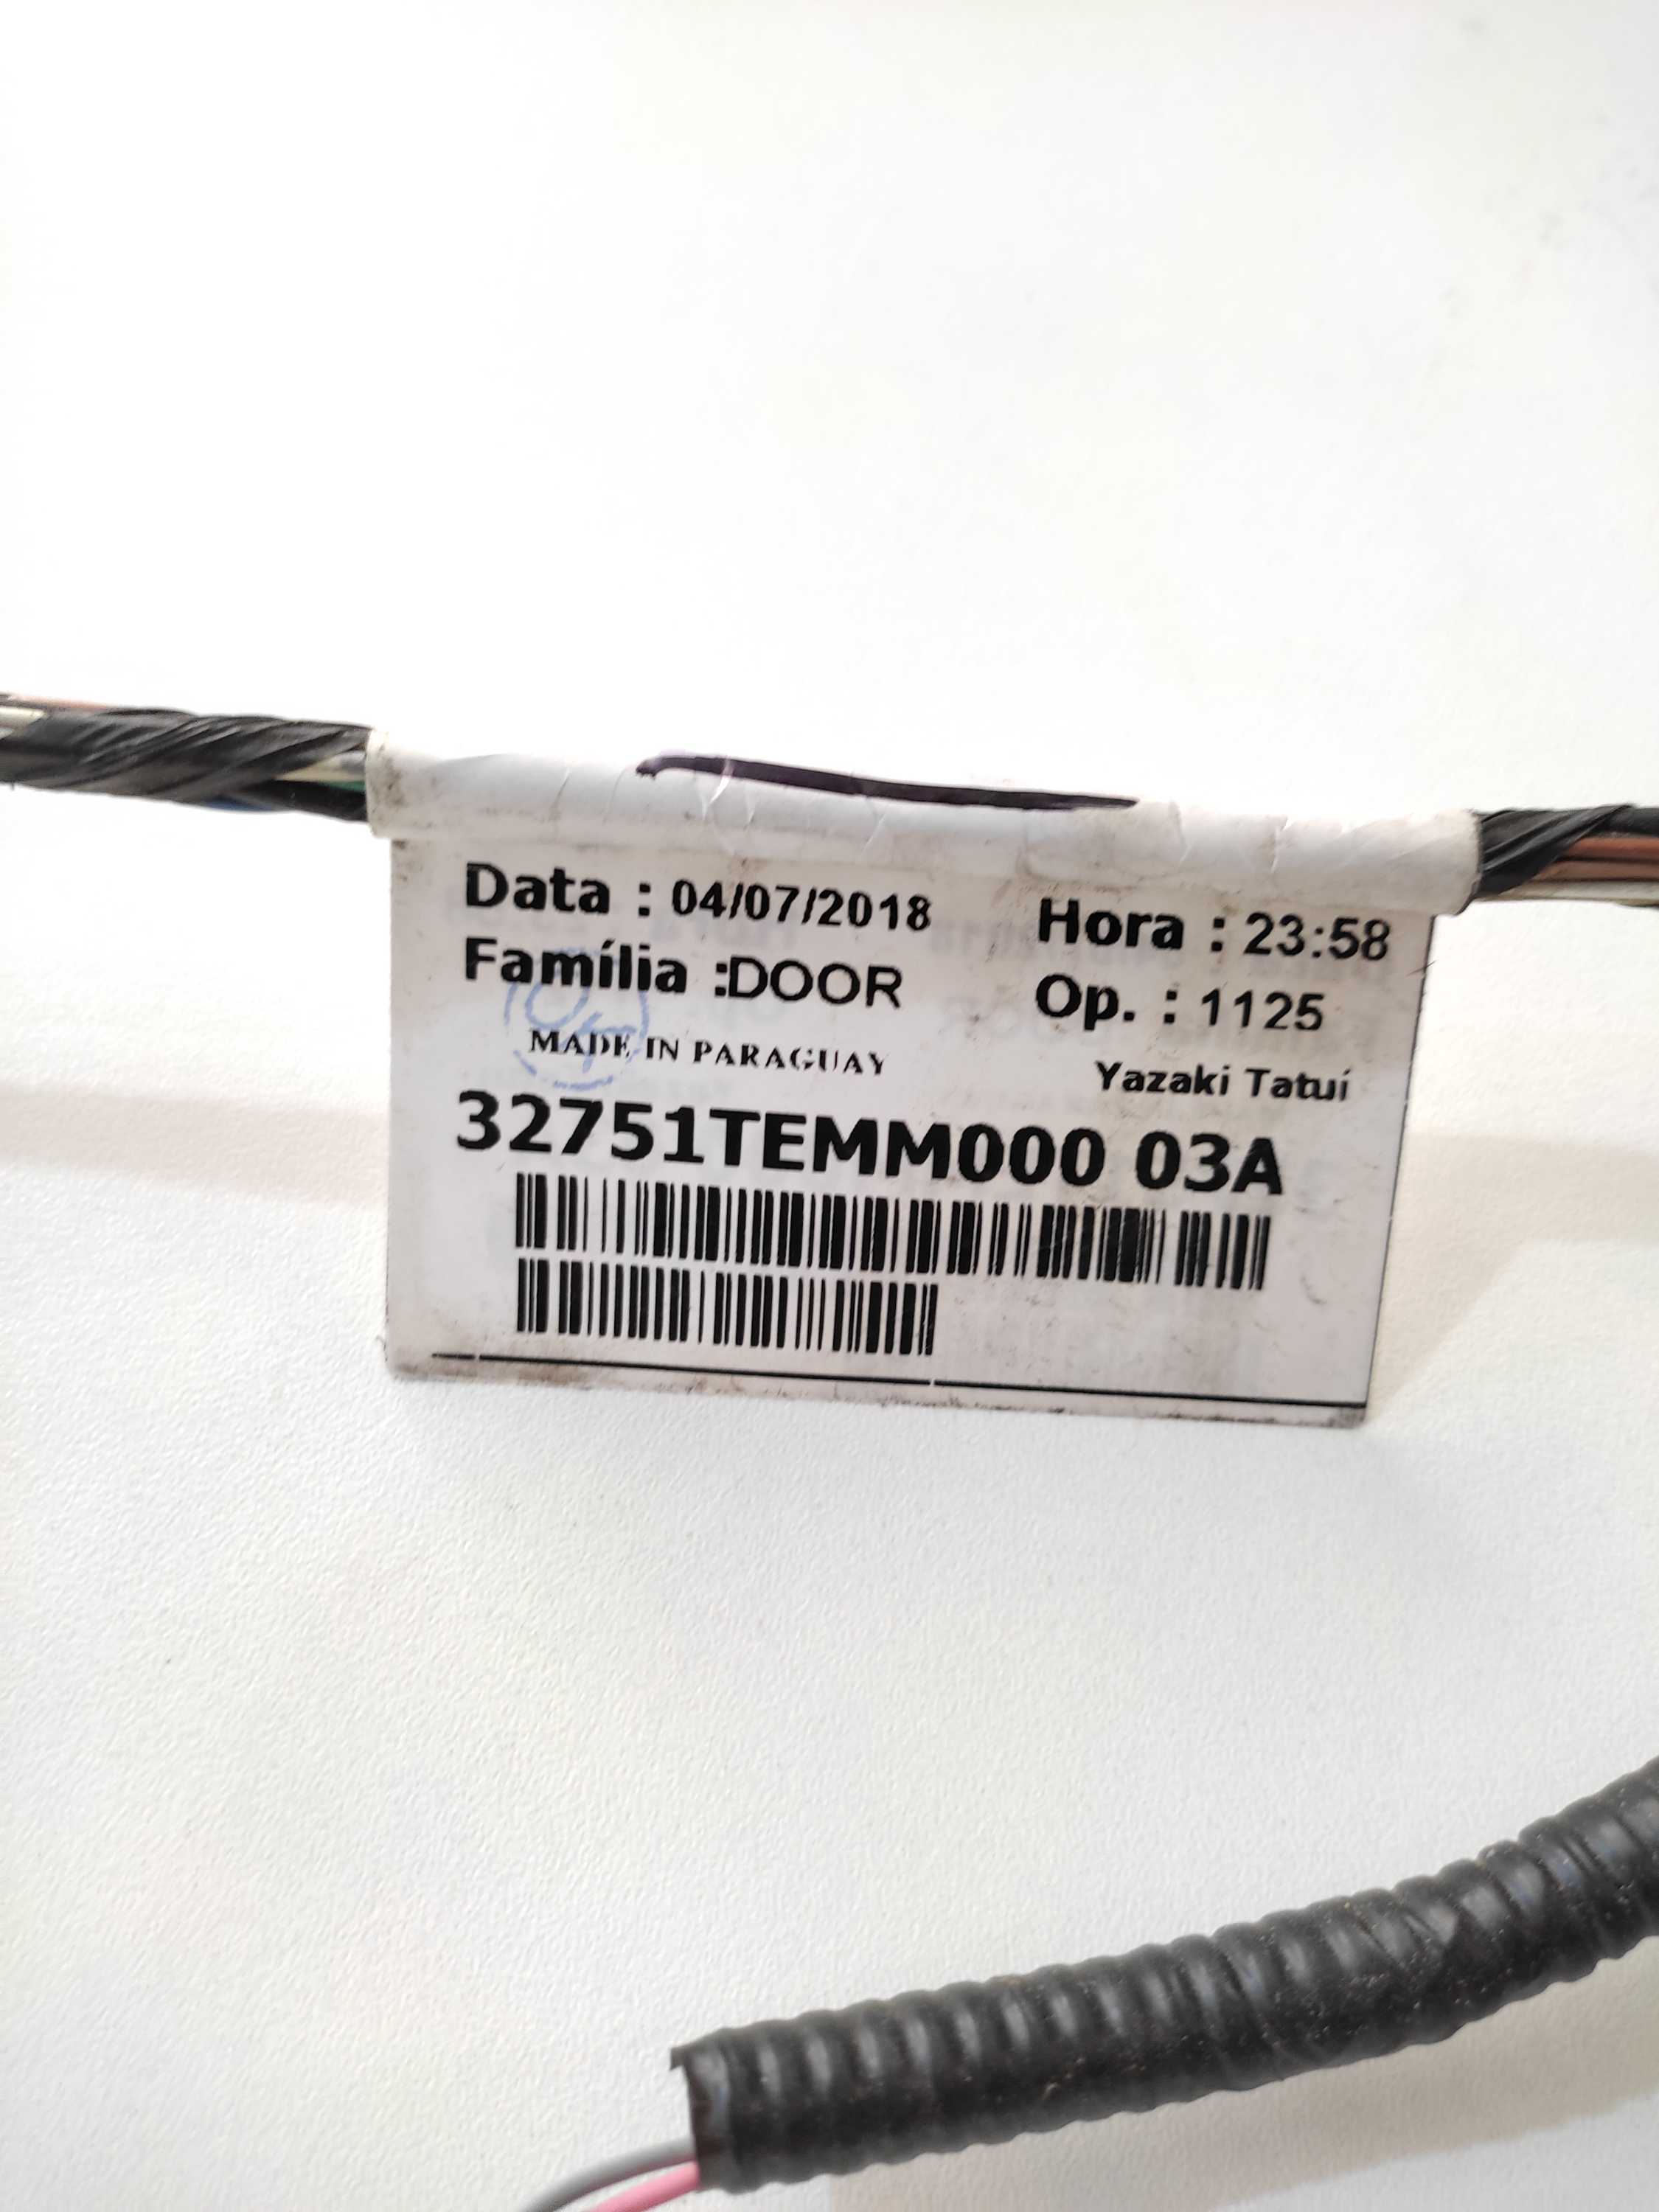 Data : 04/07/2018 Hora : 23:58
Família :DOOR Op. : 1125
MADE IN PARAGUAY Yazaki Tatuí
32751TEMM000 03A